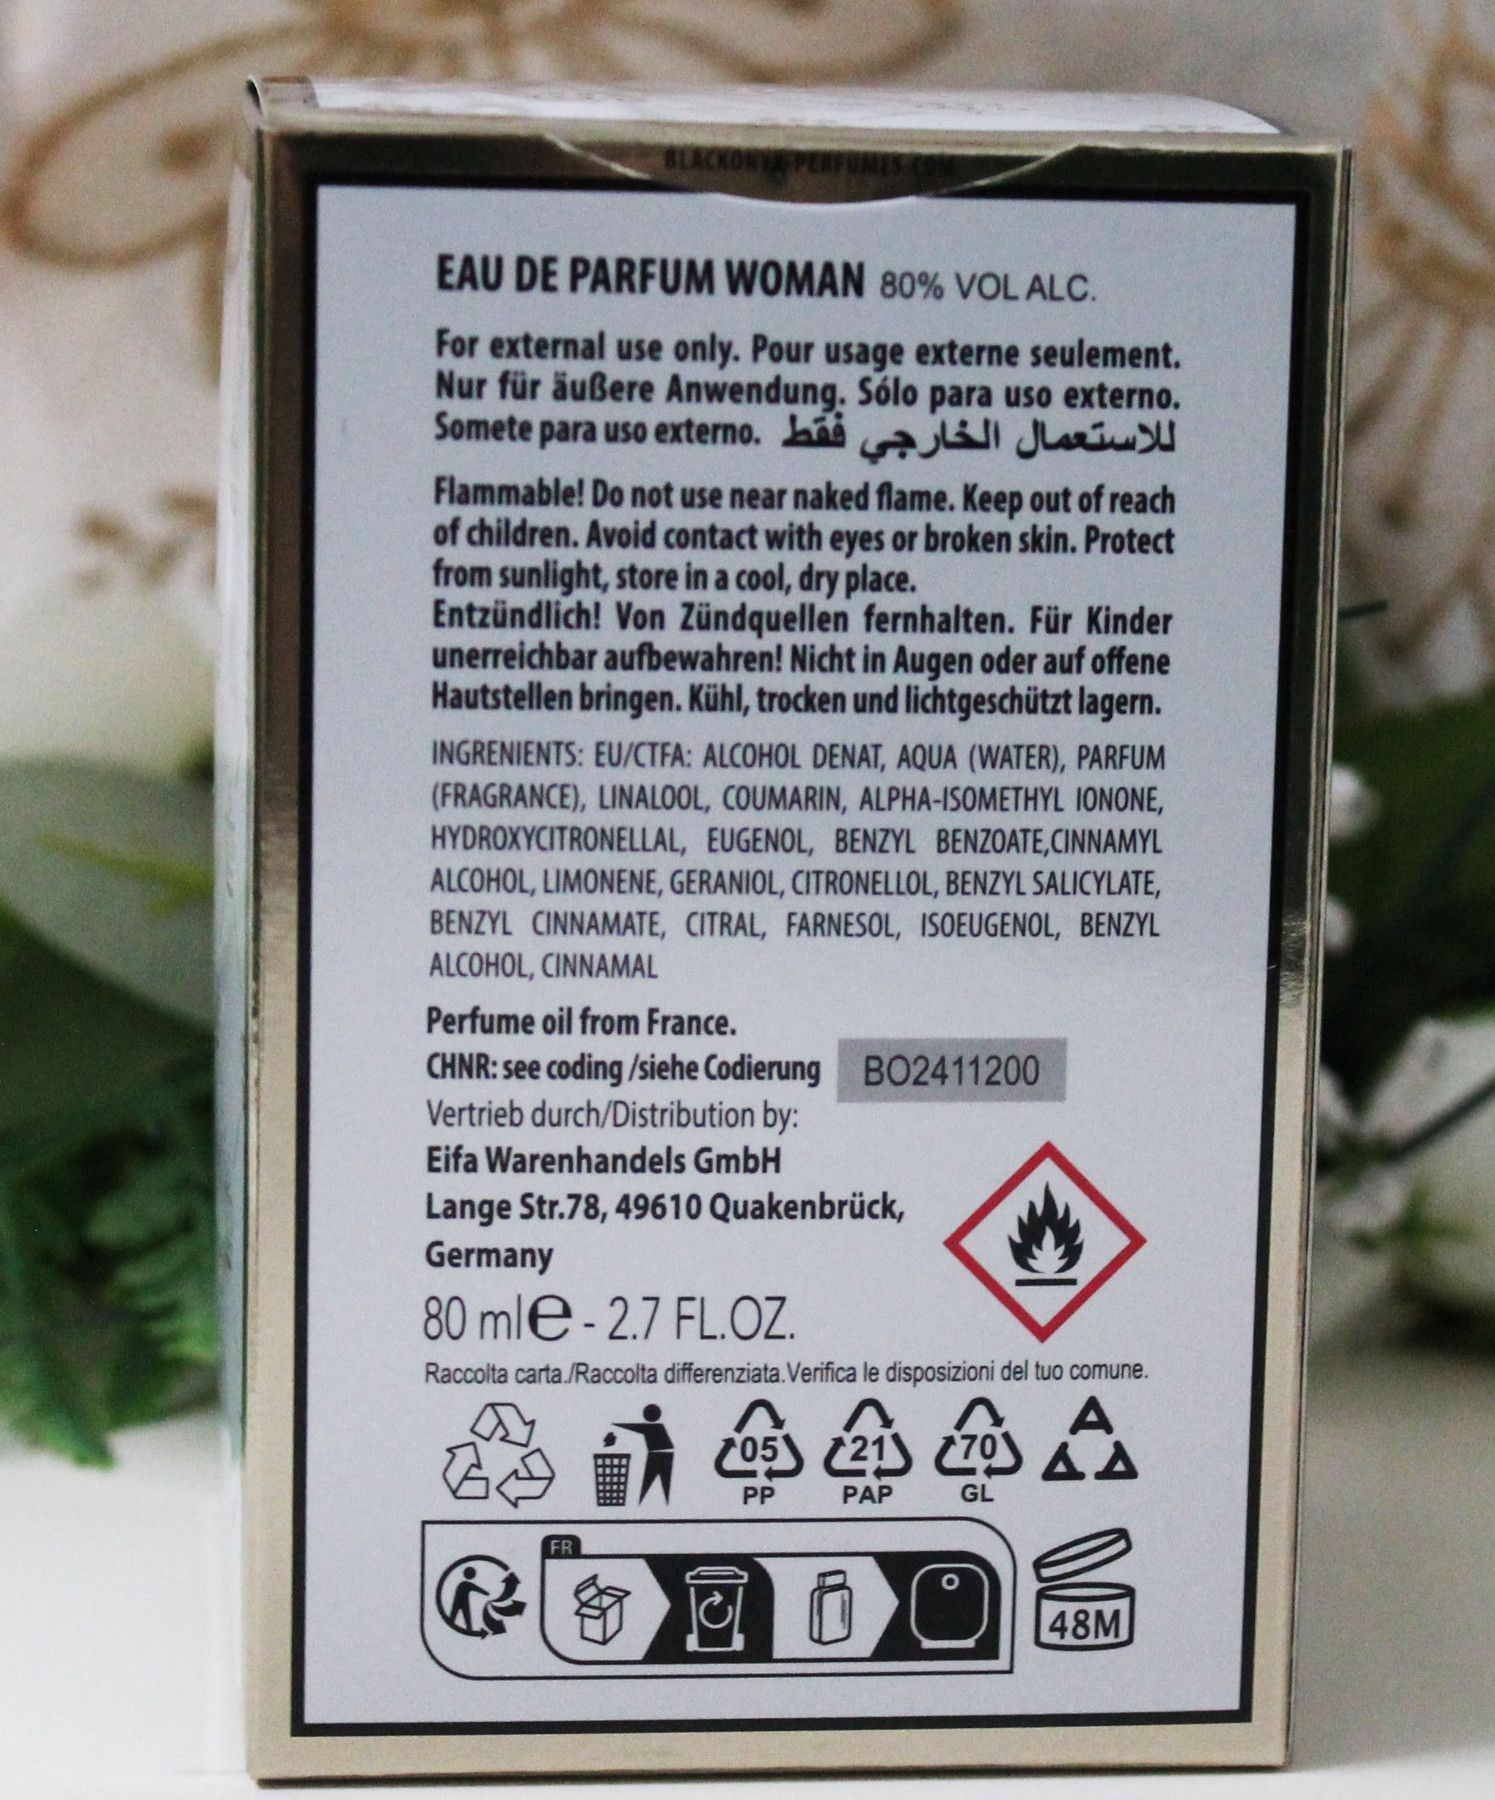 BLACKONYX-PERFUMES.COM
EAU DE PARFUM WOMAN 80% VOL ALC.
For external use only. Pour usage externe seulement.
Nur für äußere Anwendung. Sólo para uso externo.
Somete para uso externo. للاستعمال الخارجي فقط
Flammable! Do not use near naked flame. Keep out of reach
of children. Avoid contact with eyes or broken skin. Protect
from sunlight, store in a cool, dry place.
Entzündlich! Von Zündquellen fernhalten. Für Kinder
unerreichbar aufbewahren! Nicht in Augen oder auf offene
Hautstellen bringen. Kühl, trocken und lichtgeschützt lagern.
INGRENIENTS: EU/CTFA: ALCOHOL DENAT, AQUA (WATER), PARFUM
(FRAGRANCE), LINALOOL, COUMARIN, ALPHA-ISOMETHYL IONONE,
HYDROXYCITRONELLAL, EUGENOL, BENZYL BENZOATE,CINNAMYL
ALCOHOL, LIMONENE, GERANIOL, CITRONELLOL, BENZYL SALICYLATE,
BENZYL CINNAMATE, CITRAL, FARNESOL, ISOEUGENOL, BENZYL
ALCOHOL, CINNAMAL
Perfume oil from France.
CHNR: see coding /siehe Codierung BO2411200
Vertrieb durch/Distribution by:
Eifa Warenhandels GmbH
Lange Str.78, 49610 Quakenbrück,
Germany
80 ml e - 2.7 FL.OZ.
Raccolta carta./Raccolta differenziata.Verifica le disposizioni del tuo comune.
05 21 70
PP PAP GL
FR
48M